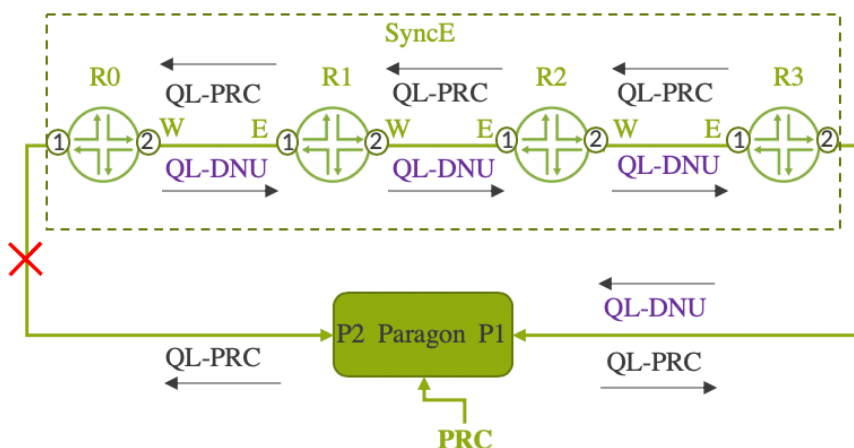 SyncE
R0 R1 R2 R3
QL-PRC QL-PRC QL-PRC
1 2 W E 1 2 W E 1 2 W E 1 2
QL-DNU QL-DNU QL-DNU
QL-DNU
P2 Paragon P1
QL-PRC QL-PRC
PRC